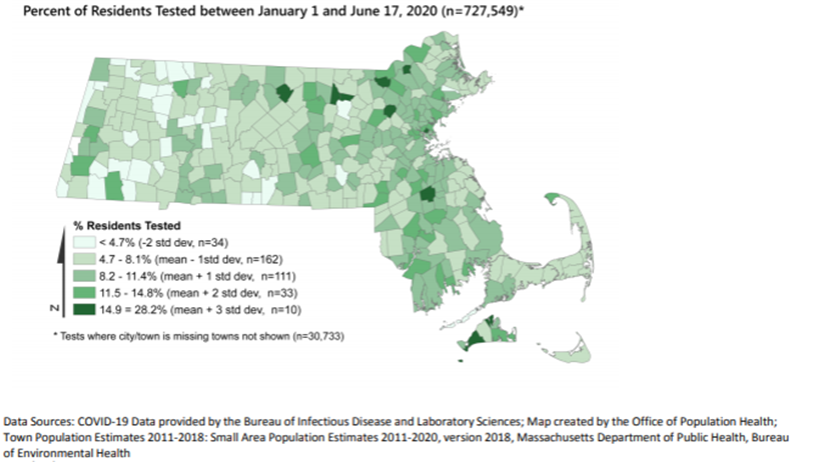 Percent of Residents Tested between January 1 and June 17, 2020 (n=727,549)*
% Residents Tested
< 4.7% (-2 std dev, n=34)
4.7 - 8.1% (mean - 1std dev, n=162)
8.2 - 11.4% (mean + 1 std dev, n=111)
11.5 - 14.8% (mean + 2 std dev, n=33)
14.9 = 28.2% (mean + 3 std dev, n=10)
N
* Tests where city/town is missing towns not shown (n=30,733)
Data Sources: COVID-19 Data provided by the Bureau of Infectious Disease and Laboratory Sciences; Map created by the Office of Population Health;
Town Population Estimates 2011-2018: Small Area Population Estimates 2011-2020, version 2018, Massachusetts Department of Public Health, Bureau
of Environmental Health